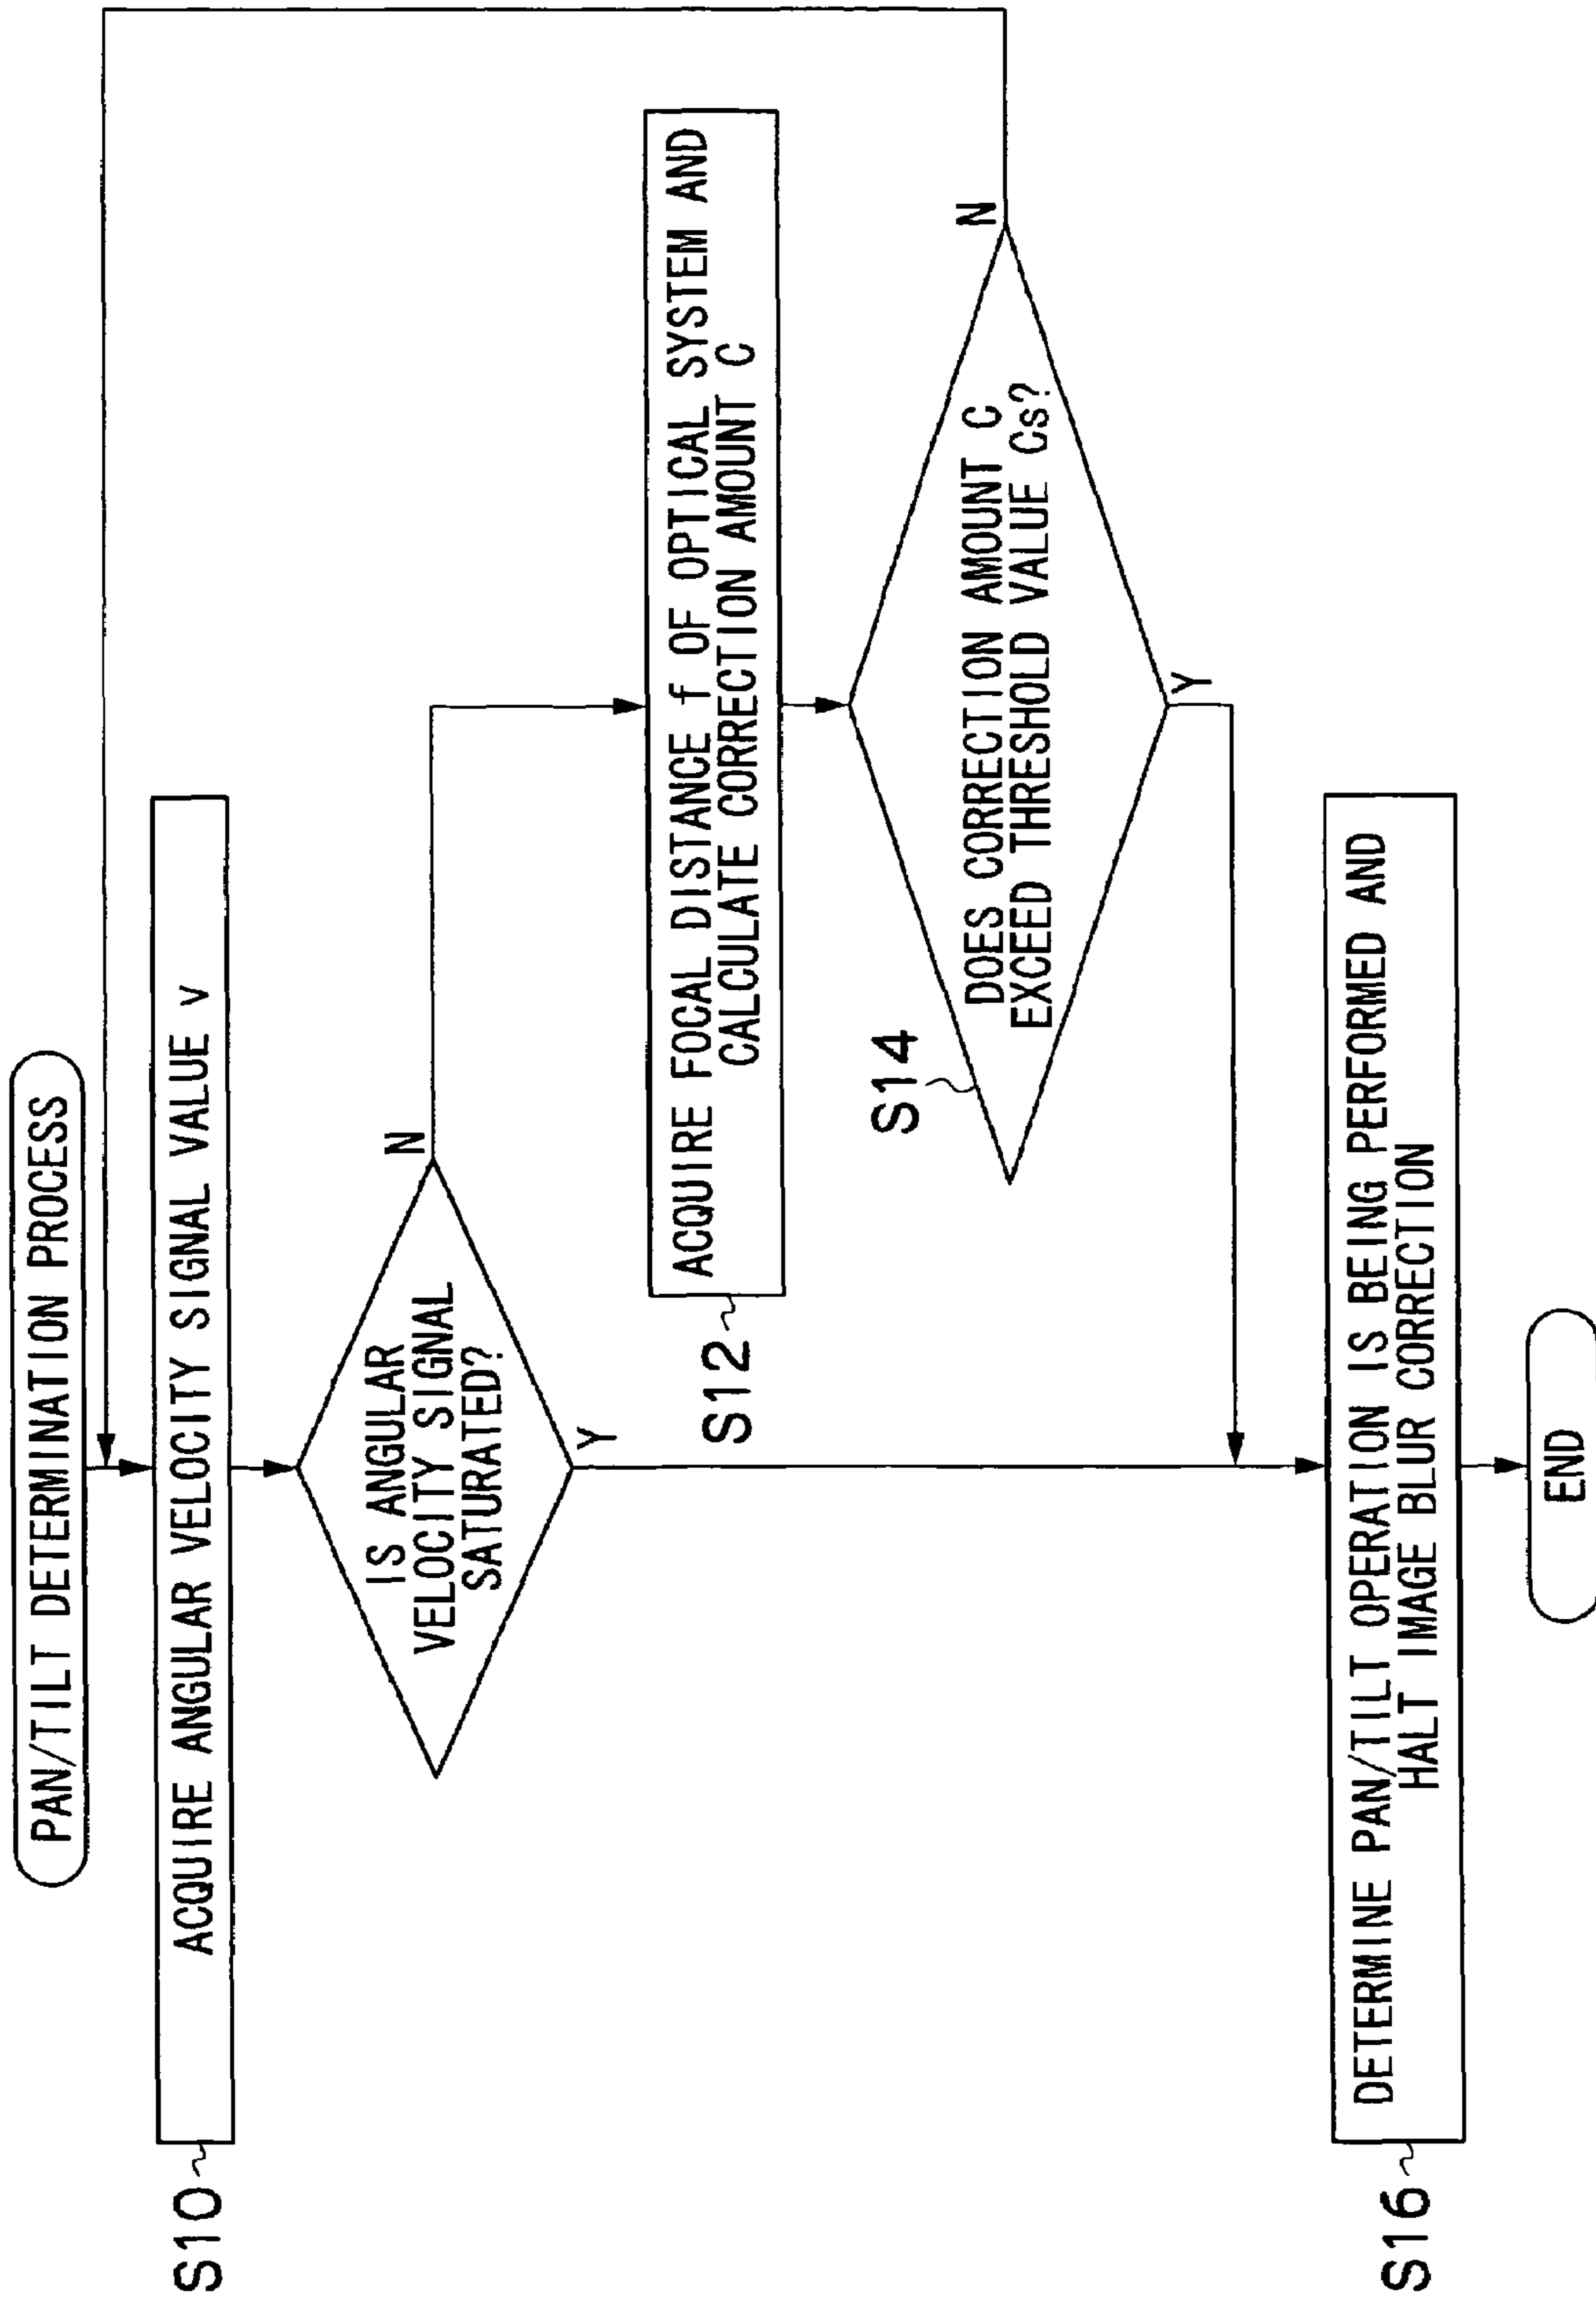 PAN/TILT DETERMINATION PROCESS
S10
ACQUIRE ANGULAR VELOCITY SIGNAL VALUE v
IS ANGULAR
VELOCITY SIGNAL
SATURATED?
N
Y
S12
ACQUIRE FOCAL DISTANCE f OF OPTICAL SYSTEM AND
CALCULATE CORRECTION AMOUNT C
S14
DOES CORRECTION AMOUNT C
EXCEED THRESHOLD VALUE Cs?
N
Y
S16
DETERMINE PAN/TILT OPERATION IS BEING PERFORMED AND
HALT IMAGE BLUR CORRECTION
END